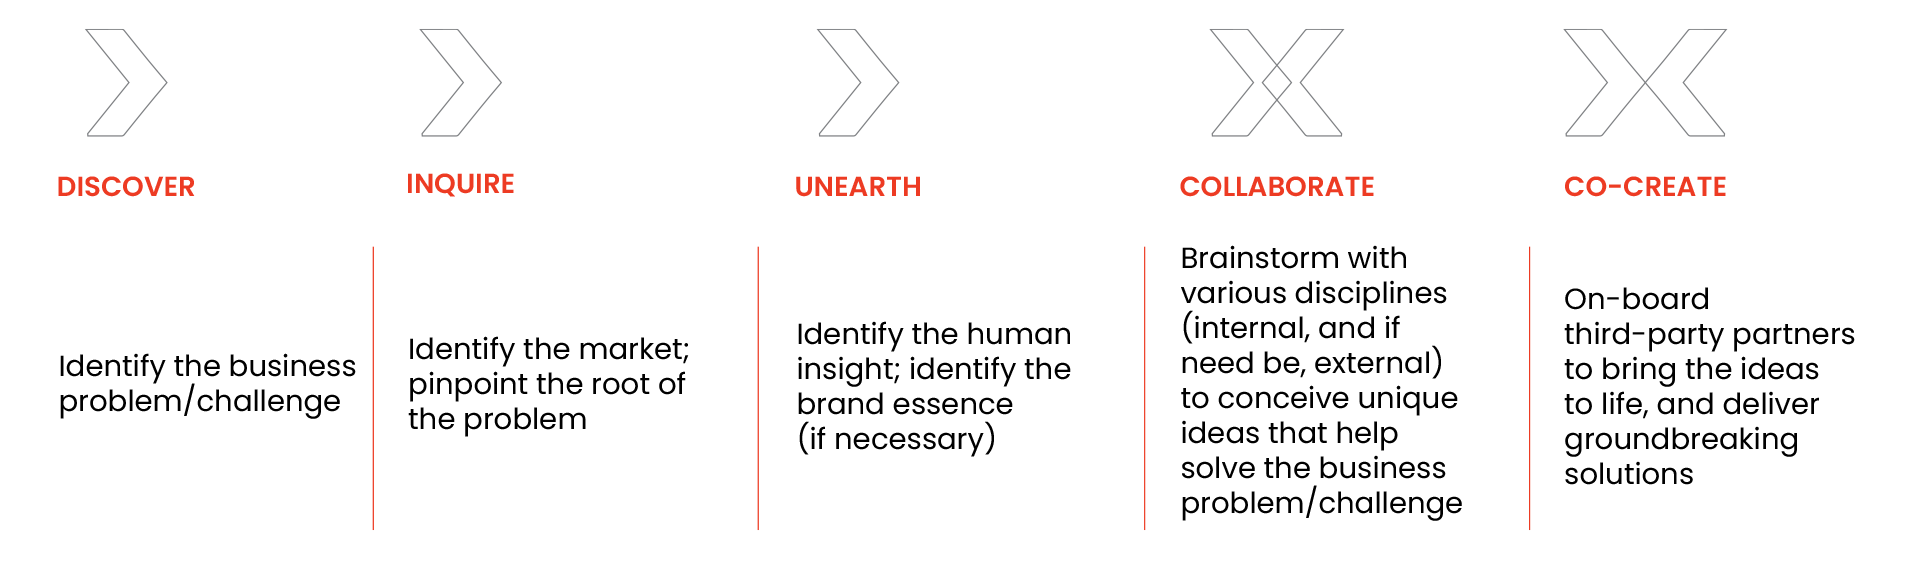 DISCOVER
Identify the business
problem/challenge
INQUIRE
Identify the market;
pinpoint the root of
the problem
UNEARTH
Identify the human
insight; identify the
brand essence
(if necessary)
COLLABORATE
Brainstorm with
various disciplines
(internal, and if
need be, external)
to conceive unique
ideas that help
solve the business
problem/challenge
CO-CREATE
On-board
third-party partners
to bring the ideas
to life, and deliver
groundbreaking
solutions